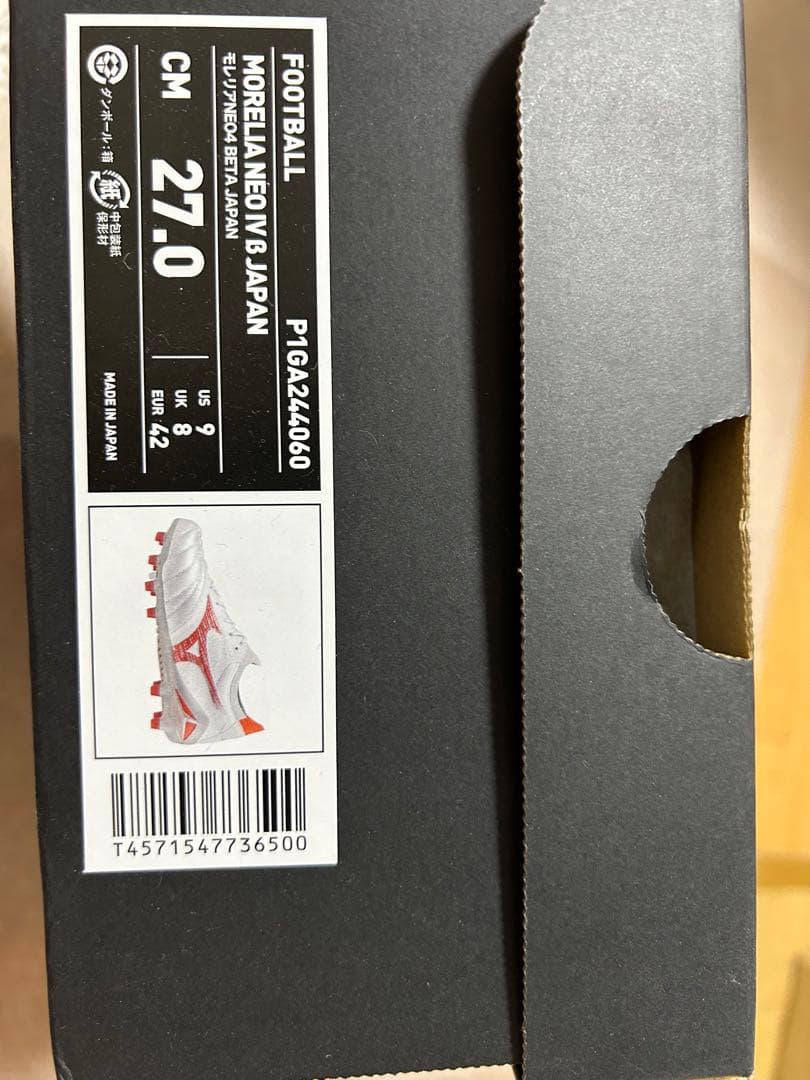 FOOTBALL P1GA244060
MORELIA NEO IV β JAPAN
モレリアNEO4 BETA JAPAN
CM 27.0
US 9
UK 8
EUR 42
ダンボール：箱
紙
中包装紙
保形材
MADE IN JAPAN
T4571547736500